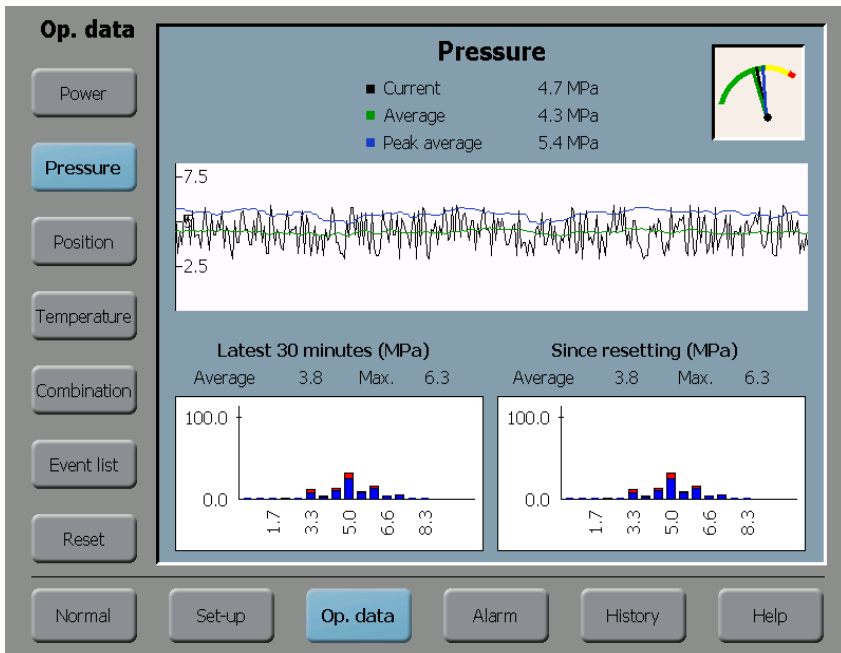 Op. data
Power
Pressure
Position
Temperature
Combination
Event list
Reset
Pressure
Current 4.7 MPa
Average 4.3 MPa
Peak average 5.4 MPa
7.5
5
2.5
Latest 30 minutes (MPa)
Average 3.8 Max. 6.3
100.0
0.0
1.7 3.3 5.0 6.6 8.3
Since resetting (MPa)
Average 3.8 Max. 6.3
100.0
0.0
1.7 3.3 5.0 6.6 8.3
Normal Set-up Op. data Alarm History Help